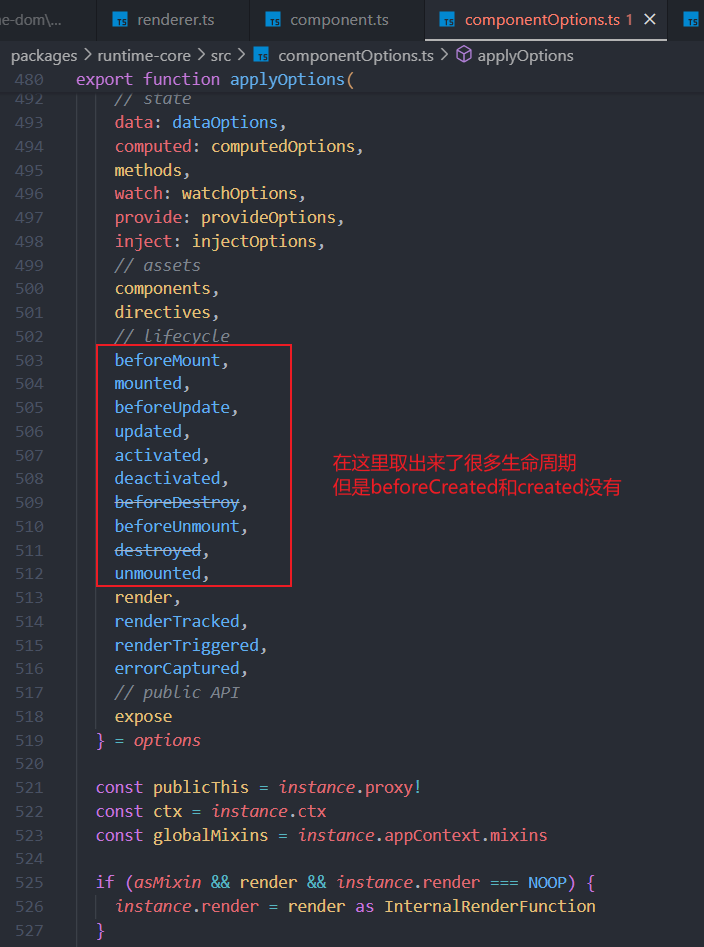 ne-dom\...
TS renderer.ts
TS component.ts
TS componentOptions.ts 1 ×
TS
packages > runtime-core > src > TS componentOptions.ts > applyOptions
480 export function applyOptions(
492 // state
493 data: dataOptions,
494 computed: computedOptions,
495 methods,
496 watch: watchOptions,
497 provide: provideOptions,
498 inject: injectOptions,
499 // assets
500 components,
501 directives,
502 // lifecycle
503 beforeMount,
504 mounted,
505 beforeUpdate,
506 updated,
507 activated,
508 deactivated,
509 beforeDestroy,
510 beforeUnmount,
511 destroyed,
512 unmounted,
在这里取出来了很多生命周期
但是beforeCreated和created没有
513 render,
514 renderTracked,
515 renderTriggered,
516 errorCaptured,
517 // public API
518 expose
519 } = options
520
521 const publicThis = instance.proxy!
522 const ctx = instance.ctx
523 const globalMixins = instance.appContext.mixins
524
525 if (asMixin && render && instance.render === NOOP) {
526 instance.render = render as InternalRenderFunction
527 }